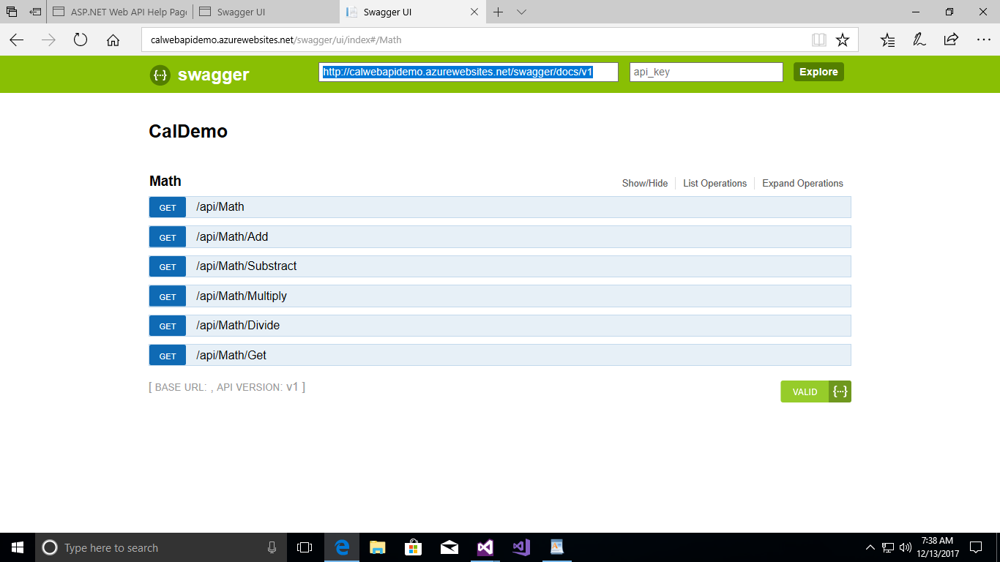 ASP.NET Web API Help Page
Swagger UI
Swagger UI
calwebapidemo.azurewebsites.net/swagger/ui/index#/Math
{··} swagger
http://calwebapidemo.azurewebsites.net/swagger/docs/v1
api_key
Explore
CalDemo
Math
Show/Hide
List Operations
Expand Operations
GET /api/Math
GET /api/Math/Add
GET /api/Math/Substract
GET /api/Math/Multiply
GET /api/Math/Divide
GET /api/Math/Get
[ BASE URL: , API VERSION: v1 ]
VALID {···}
Type here to search
7:38 AM
12/13/2017